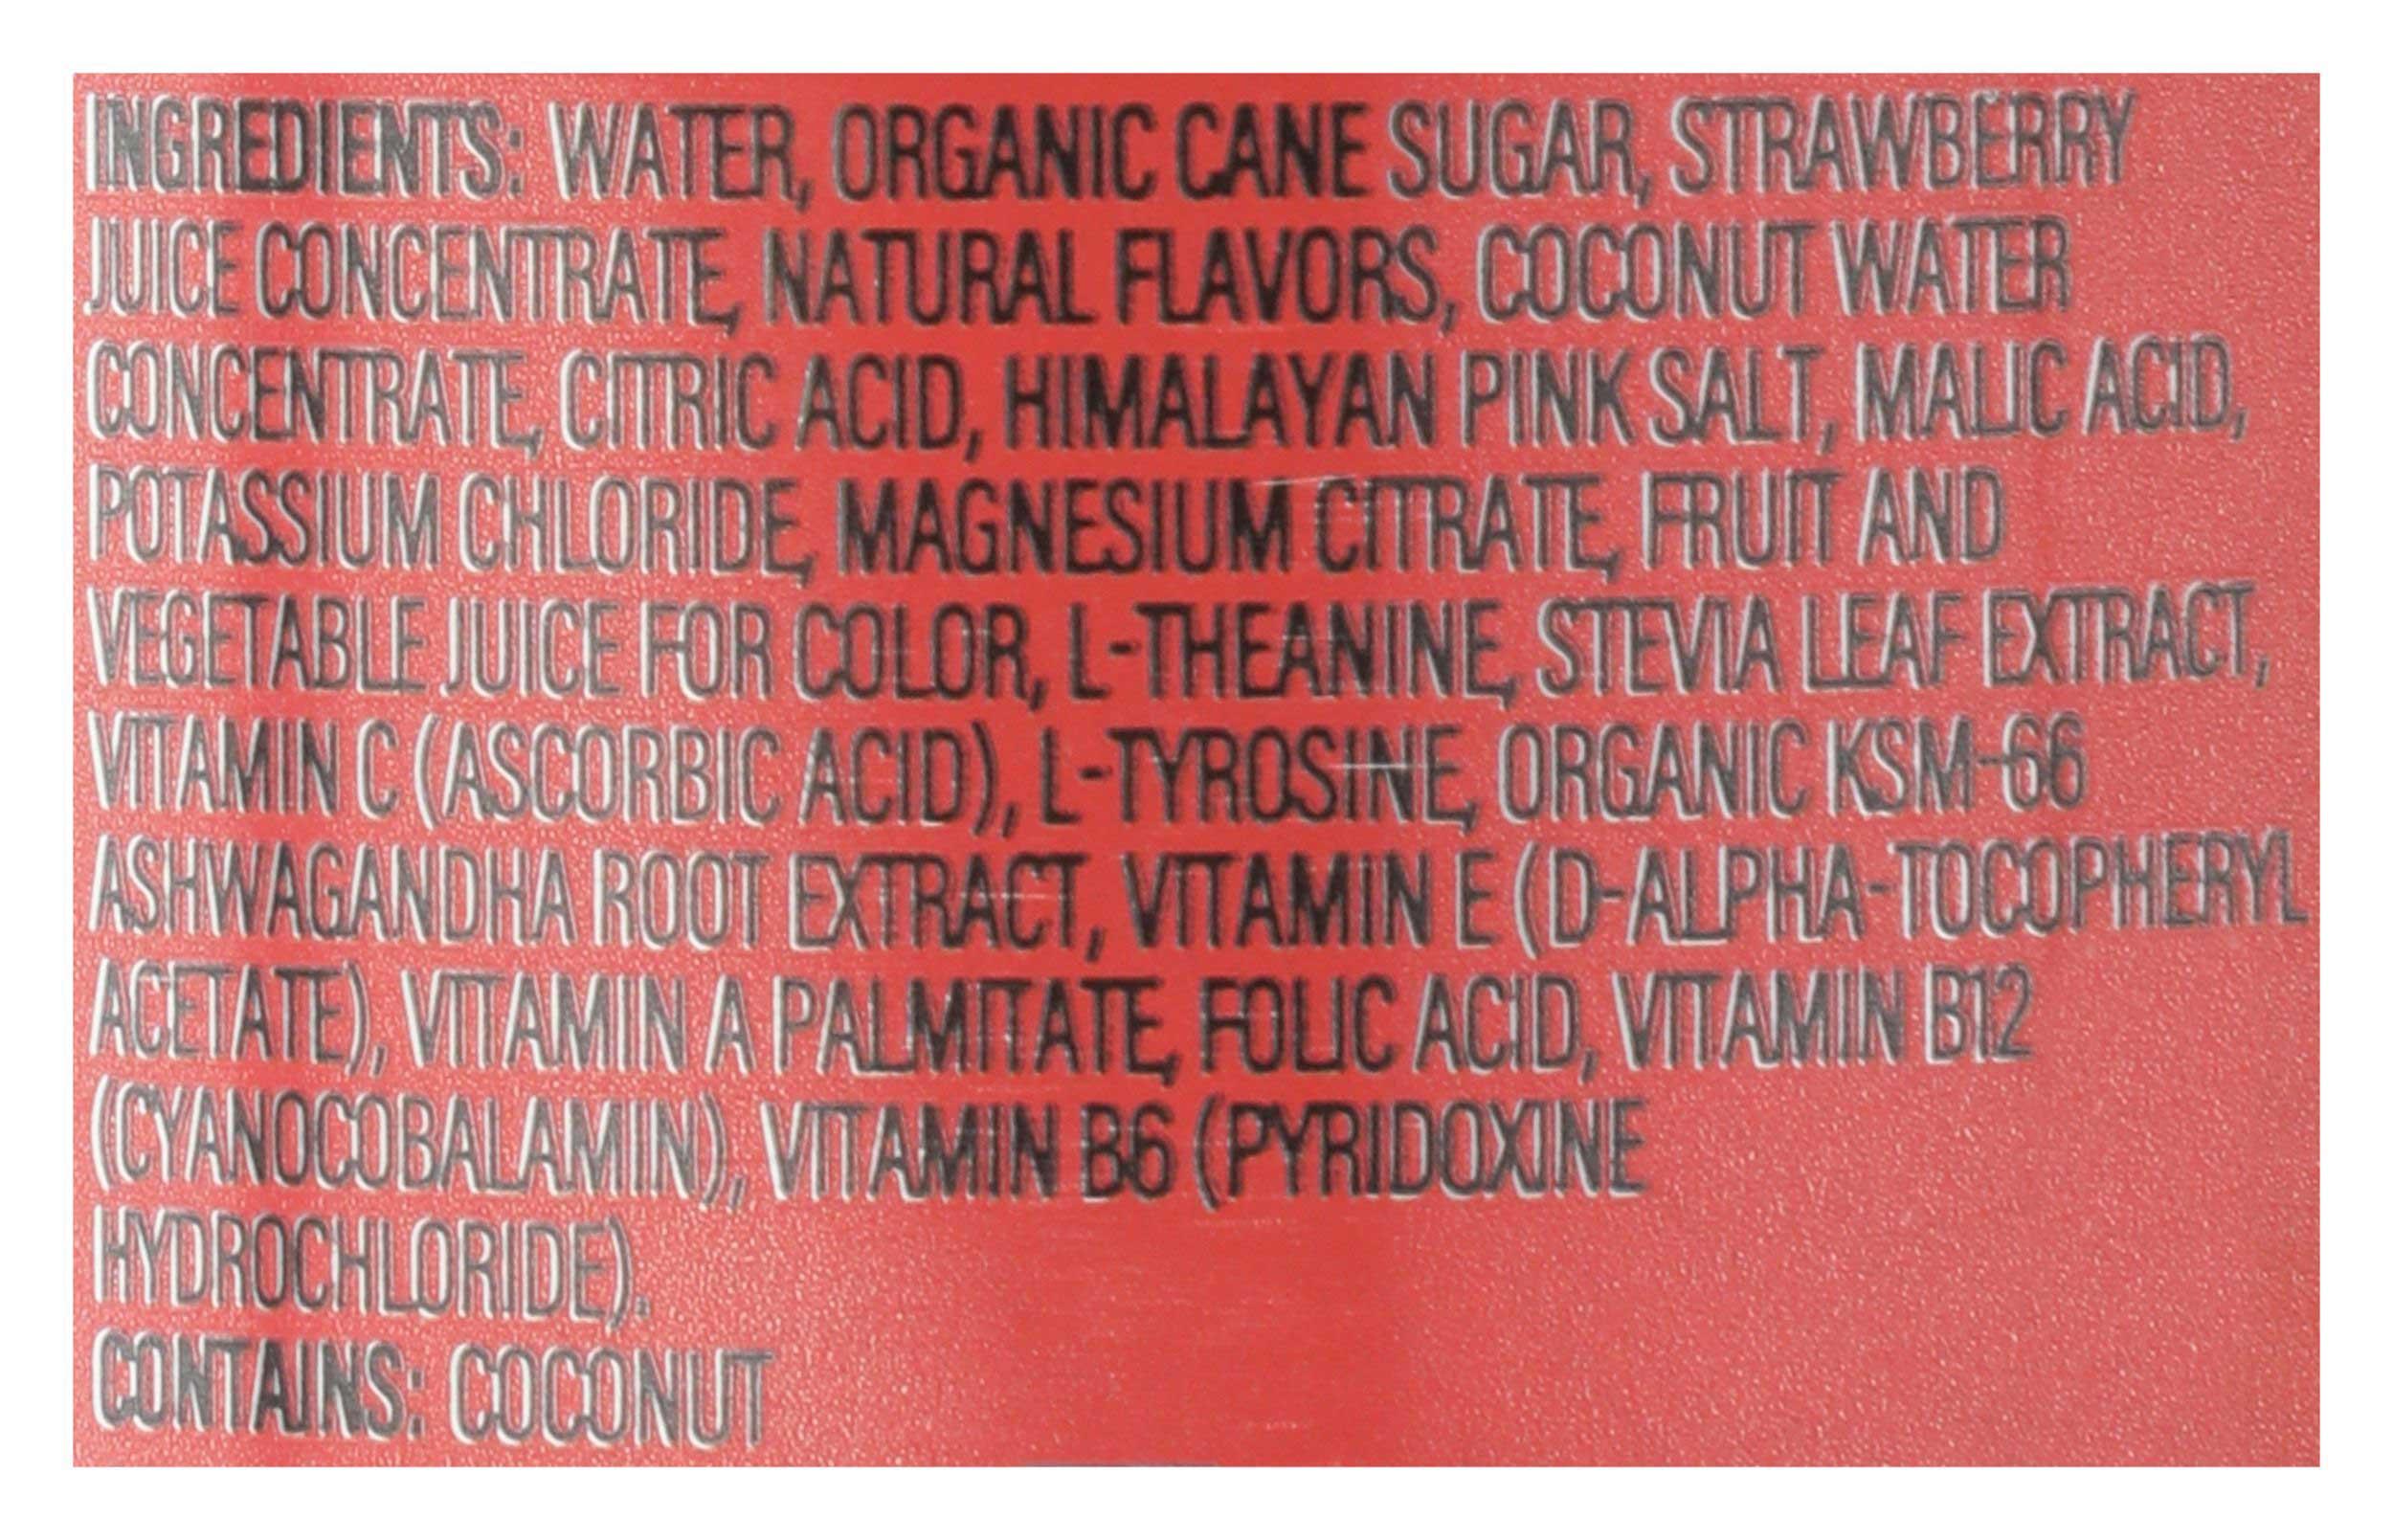 INGREDIENTS: WATER, ORGANIC CANE SUGAR, STRAWBERRY
JUICE CONCENTRATE, NATURAL FLAVORS, COCONUT WATER
CONCENTRATE, CITRIC ACID, HIMALAYAN PINK SALT, MALIC ACID,
POTASSIUM CHLORIDE, MAGNESIUM CITRATE, FRUIT AND
VEGETABLE JUICE FOR COLOR, L-THEANINE, STEVIA LEAF EXTRACT,
VITAMIN C (ASCORBIC ACID), L-TYROSINE, ORGANIC KSM-66
ASHWAGANDHA ROOT EXTRACT, VITAMIN E (D-ALPHA-TOCOPHERYL
ACETATE), VITAMIN A PALMITATE, FOLIC ACID, VITAMIN B12
(CYANOCOBALAMIN), VITAMIN B6 (PYRIDOXINE
HYDROCHLORIDE).
CONTAINS: COCONUT